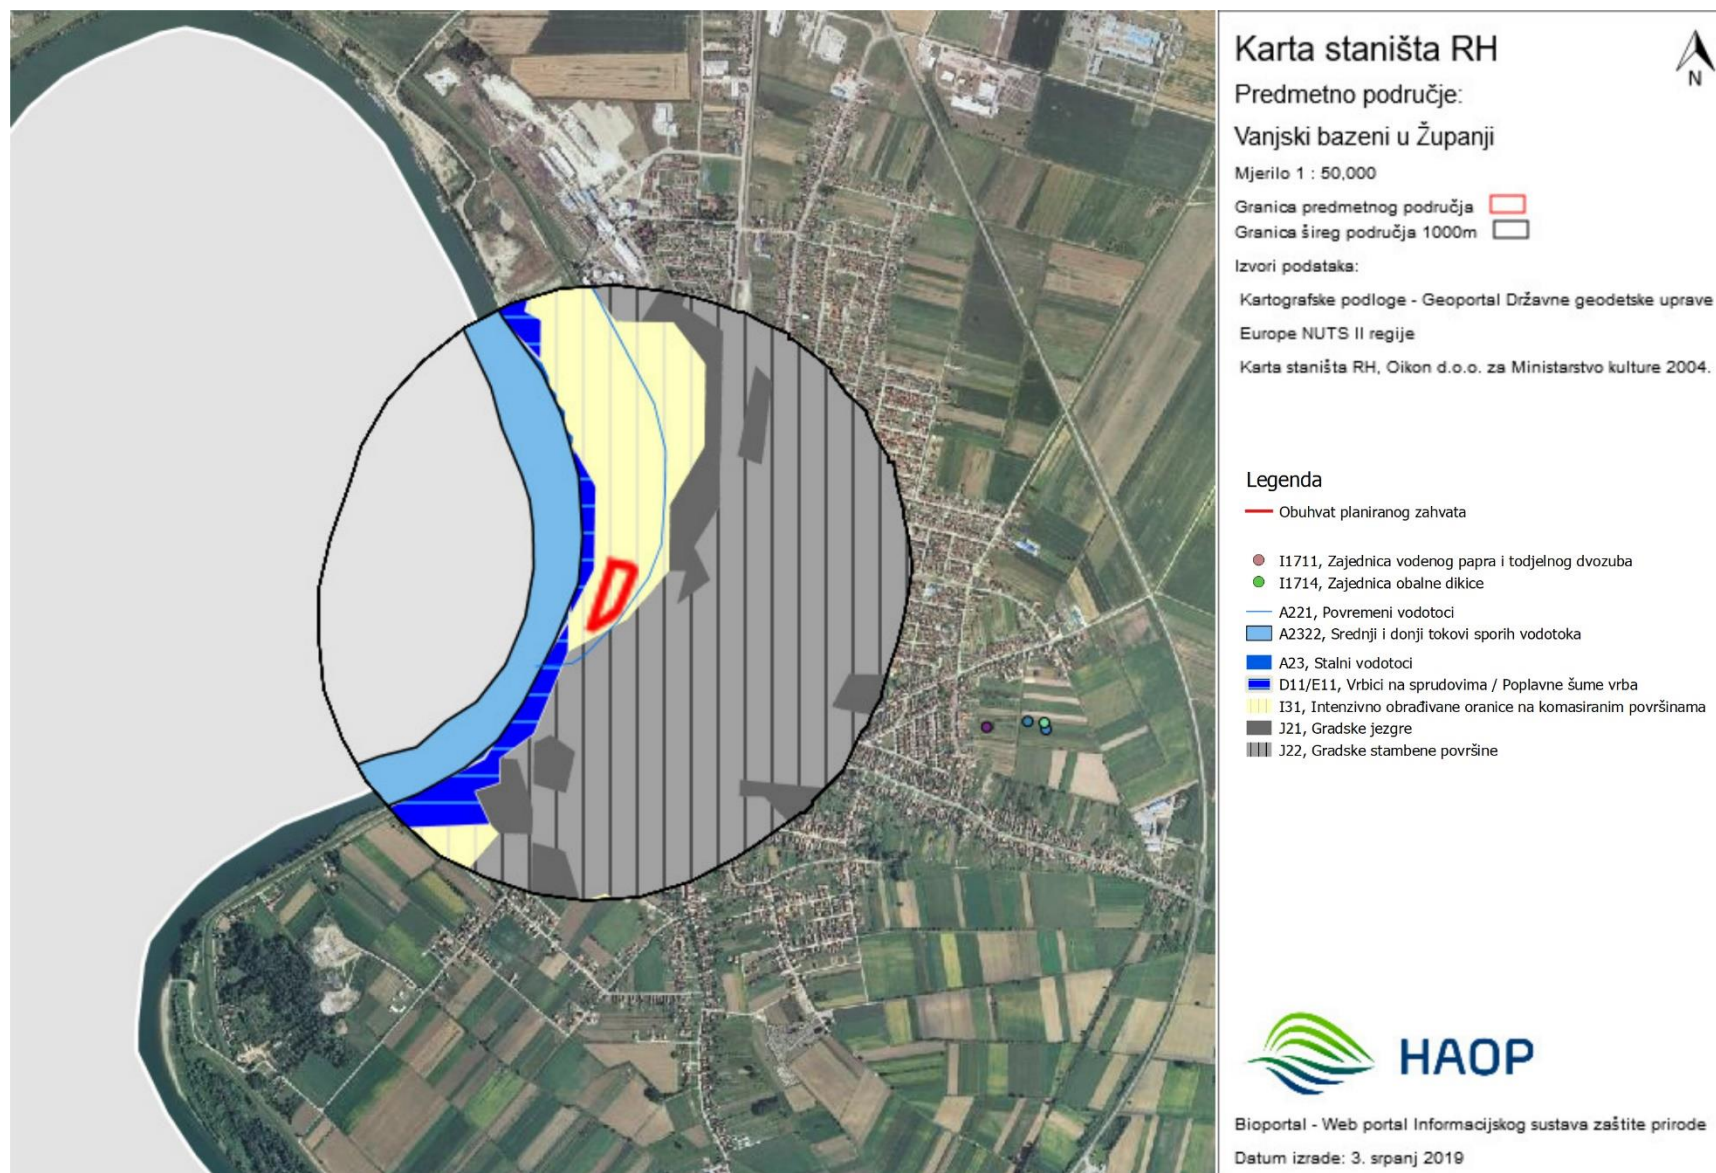 Karta staništa RH
N
Predmetno područje:
Vanjski bazeni u Županji
Mjerilo 1 : 50,000
Granica predmetnog područja
Granica šireg područja 1000m
Izvori podataka:
Kartografske podloge - Geoportal Državne geodetske uprave
Europe NUTS II regije
Karta staništa RH, Oikon d.o.o. za Ministarstvo kulture 2004.
Legenda
Obuhvat planiranog zahvata
I1711, Zajednica vodenog papra i todjelnog dvozuba
I1714, Zajednica obalne dikice
A221, Povremeni vodotoci
A2322, Srednji i donji tokovi sporih vodotoka
A23, Stalni vodotoci
D11/E11, Vrbici na sprudovima / Poplavne šume vrba
I31, Intenzivno obrađivane oranice na komasiranim površinama
J21, Gradske jezgre
J22, Gradske stambene površine
HAOP
Bioportal - Web portal Informacijskog sustava zaštite prirode
Datum izrade: 3. srpanj 2019